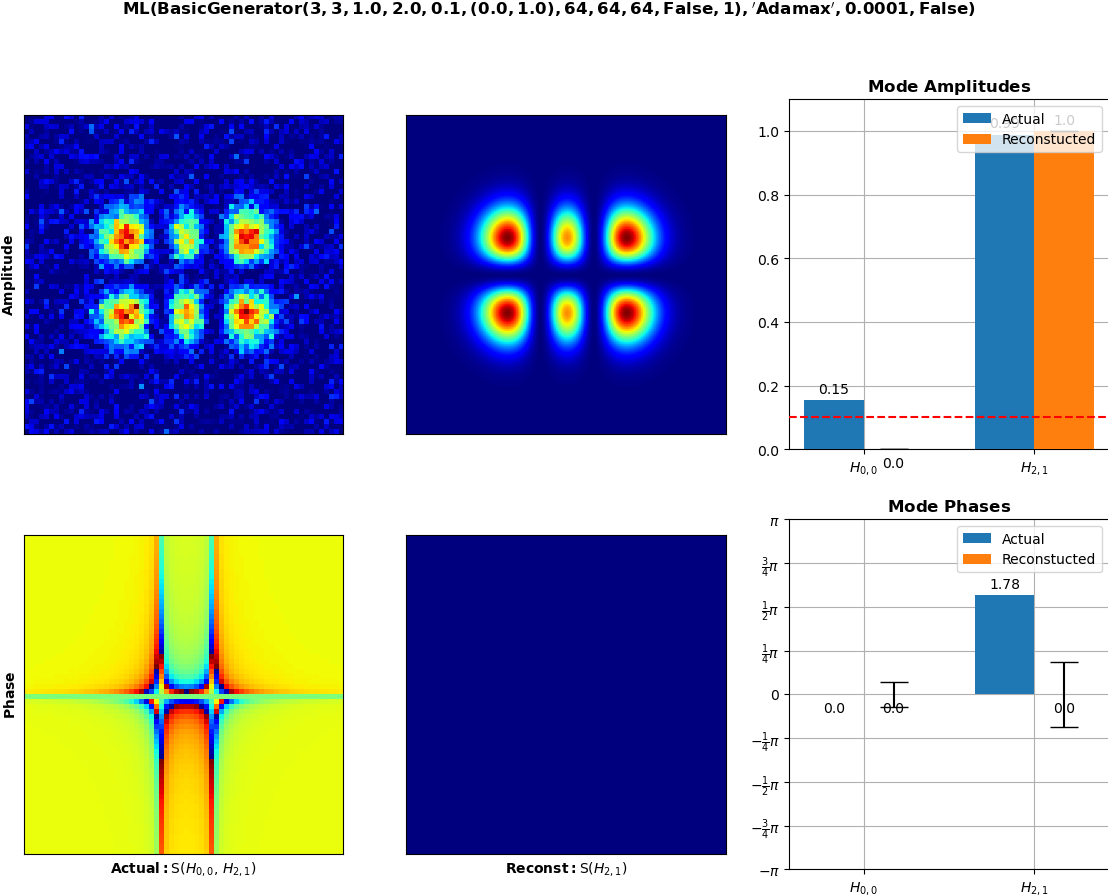 ML(BasicGenerator(3, 3, 1.0, 2.0, 0.1, (0.0, 1.0), 64, 64, 64, False, 1), ′Adamax′, 0.0001, False)
Amplitude
Mode Amplitudes
Actual
Reconstucted
0.99
1.0
1.0
0.8
0.6
0.4
0.2
0.0
0.15
0.0
H0,0
H2,1
Phase
Actual: S(H0,0, H2,1)
Reconst: S(H2,1)
Mode Phases
Actual
Reconstucted
π
3/4π
1/2π
1/4π
0
−1/4π
−1/2π
−3/4π
−π
0.0
0.0
1.78
0.0
H0,0
H2,1